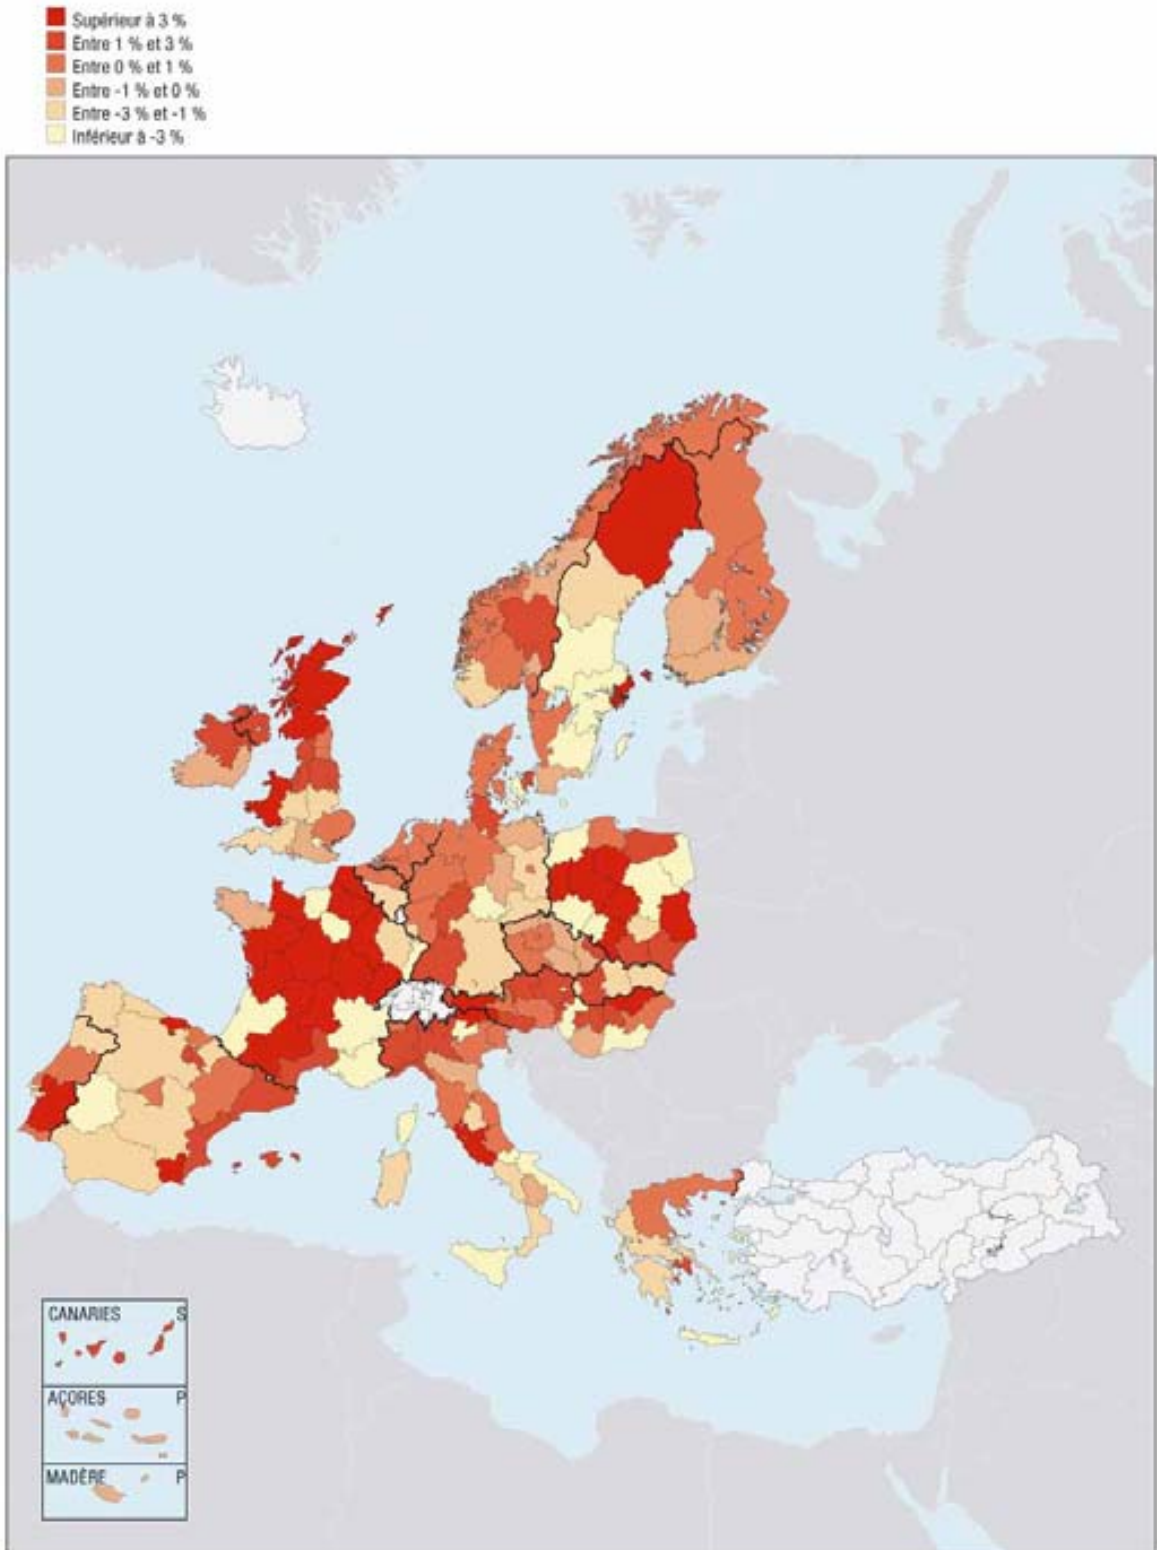 Supérieur à 3 %
Entre 1 % et 3 %
Entre 0 % et 1 %
Entre -1 % et 0 %
Entre -3 % et -1 %
Inférieur à -3 %
CANARIES S
AÇORES P
MADÈRE P